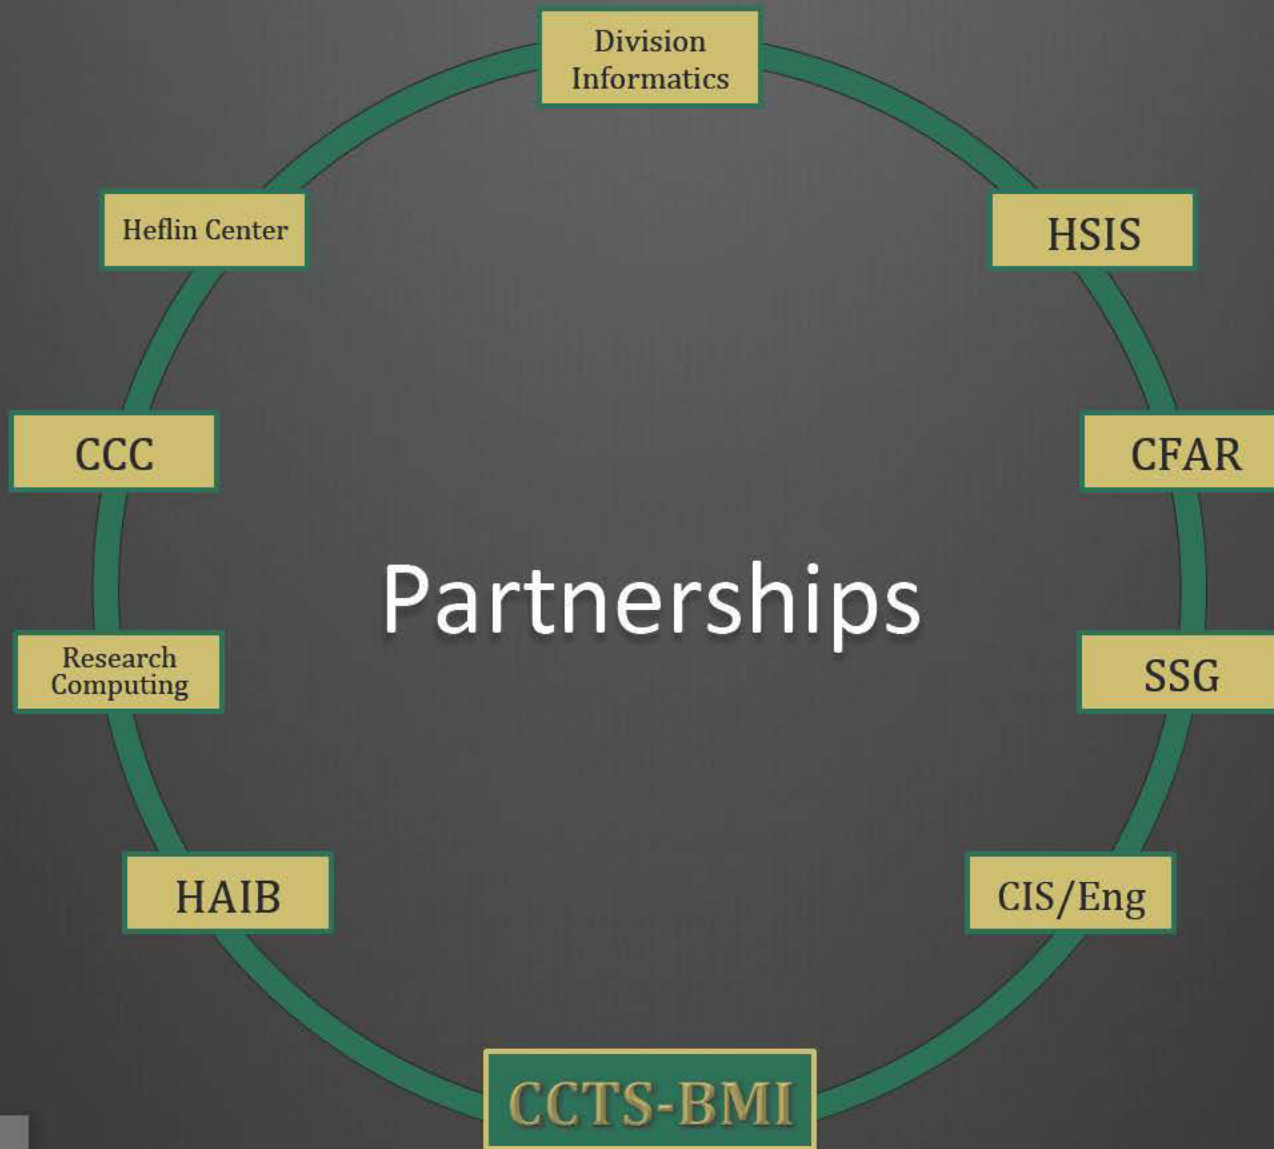 Division
Informatics
Heflin Center
HSIS
CCC
CFAR
Partnerships
Research
Computing
SSG
HAIB
CIS/Eng
CCTS-BMI